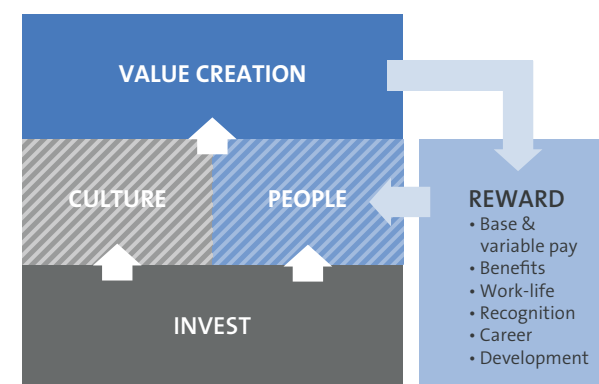 VALUE CREATION
CULTURE
PEOPLE
REWARD
• Base &
variable pay
• Benefits
• Work-life
• Recognition
• Career
• Development
INVEST